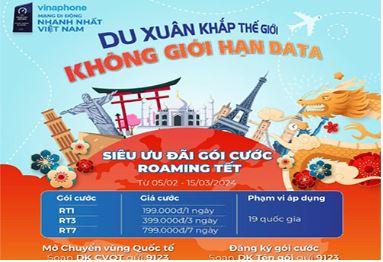 vinaphone
MẠNG DI ĐỘNG
NHANH NHẤT
VIỆT NAM
DU XUÂN KHẮP THẾ GIỚI
KHÔNG GIỚI HẠN DATA
SIÊU ƯU ĐÃI GÓI CƯỚC
ROAMING TẾT
Từ 05/02 - 15/03/2024
Gói cước Giá cước Phạm vi áp dụng
RT1 199.000đ/1 ngày
RT3 399.000đ/3 ngày 19 quốc gia
RT7 799.000đ/7 ngày
Mở Chuyển vùng Quốc tế
Soạn DK CVQT gửi 9123
Đăng ký gói cước
Soạn DK Tên gói gửi 9123